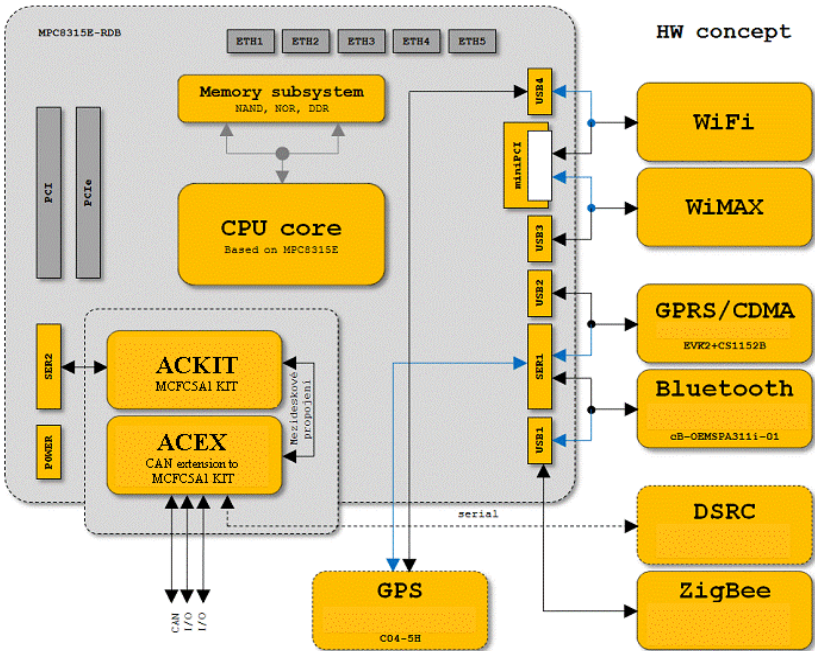 MPC8315E-RDB
ETH1
ETH2
ETH3
ETH4
ETH5
HW concept
Memory subsystem
NAND, NOR, DDR
USB4
WiFi
miniPCI
PCI
PCIe
CPU core
Based on MPC8315E
WiMAX
USB3
USB2
GPRS/CDMA
EVK2+CS1152B
SER2
ACKIT
MCFC5A1 KIT
Nezideskové
propojení
SER1
Bluetooth
cB-OEMSPA311i-01
POWER
ACEX
CAN extension to
MCFC5A1 KIT
USB1
serial
DSRC
GPS
C04-5H
ZigBee
CAN
I/O
I/O